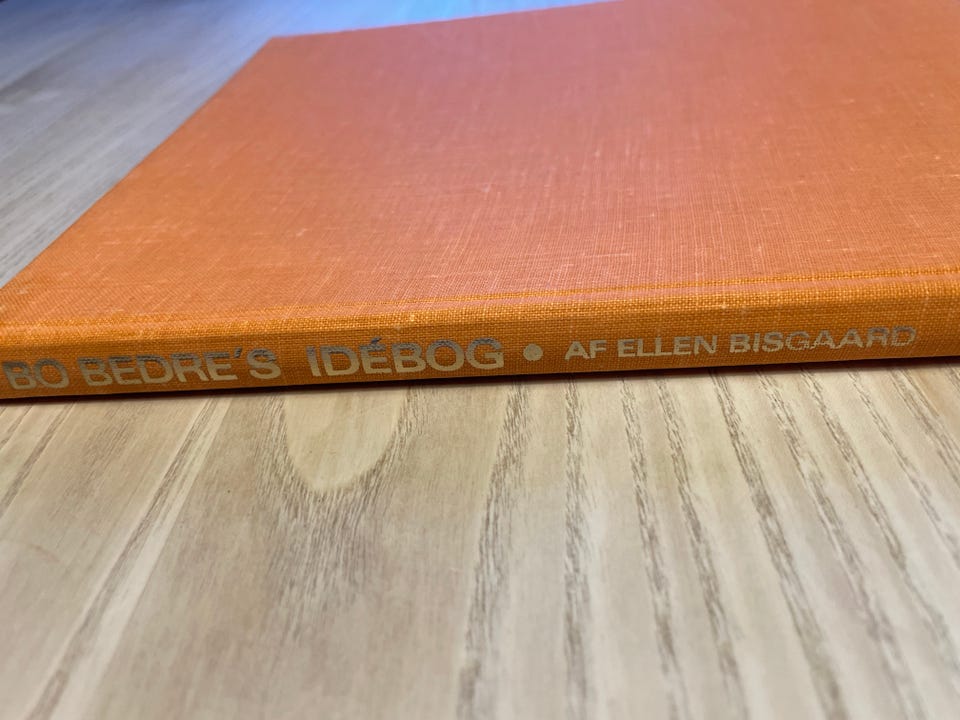 BO BEDRE'S IDÉBOG • AF ELLEN BISGAARD